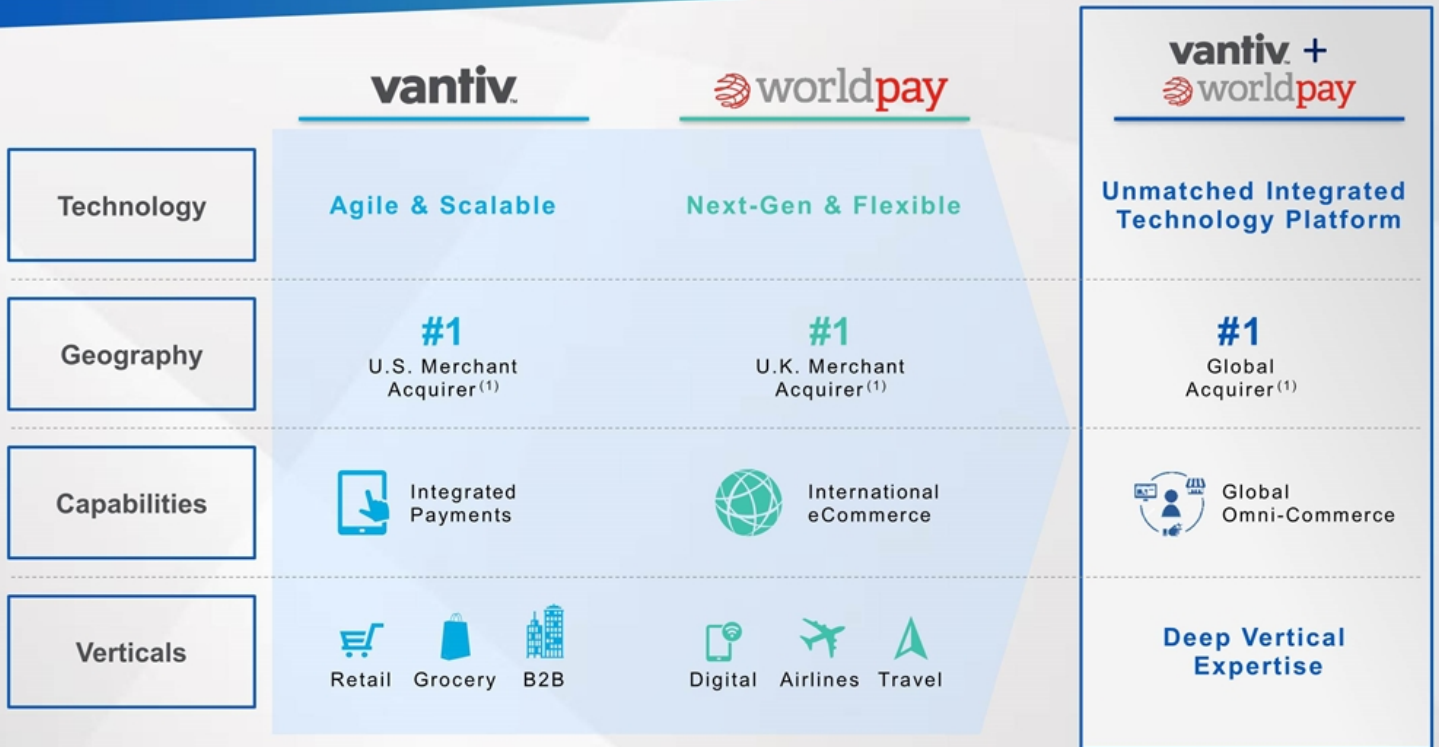 vantiv™
worldpay
vantiv™ +
worldpay
Technology
Agile & Scalable
Next-Gen & Flexible
Unmatched Integrated
Technology Platform
Geography
#1
U.S. Merchant
Acquirer(1)
#1
U.K. Merchant
Acquirer(1)
#1
Global
Acquirer(1)
Capabilities
Integrated
Payments
International
eCommerce
Global
Omni-Commerce
Verticals
Retail
Grocery
B2B
Digital
Airlines
Travel
Deep Vertical
Expertise